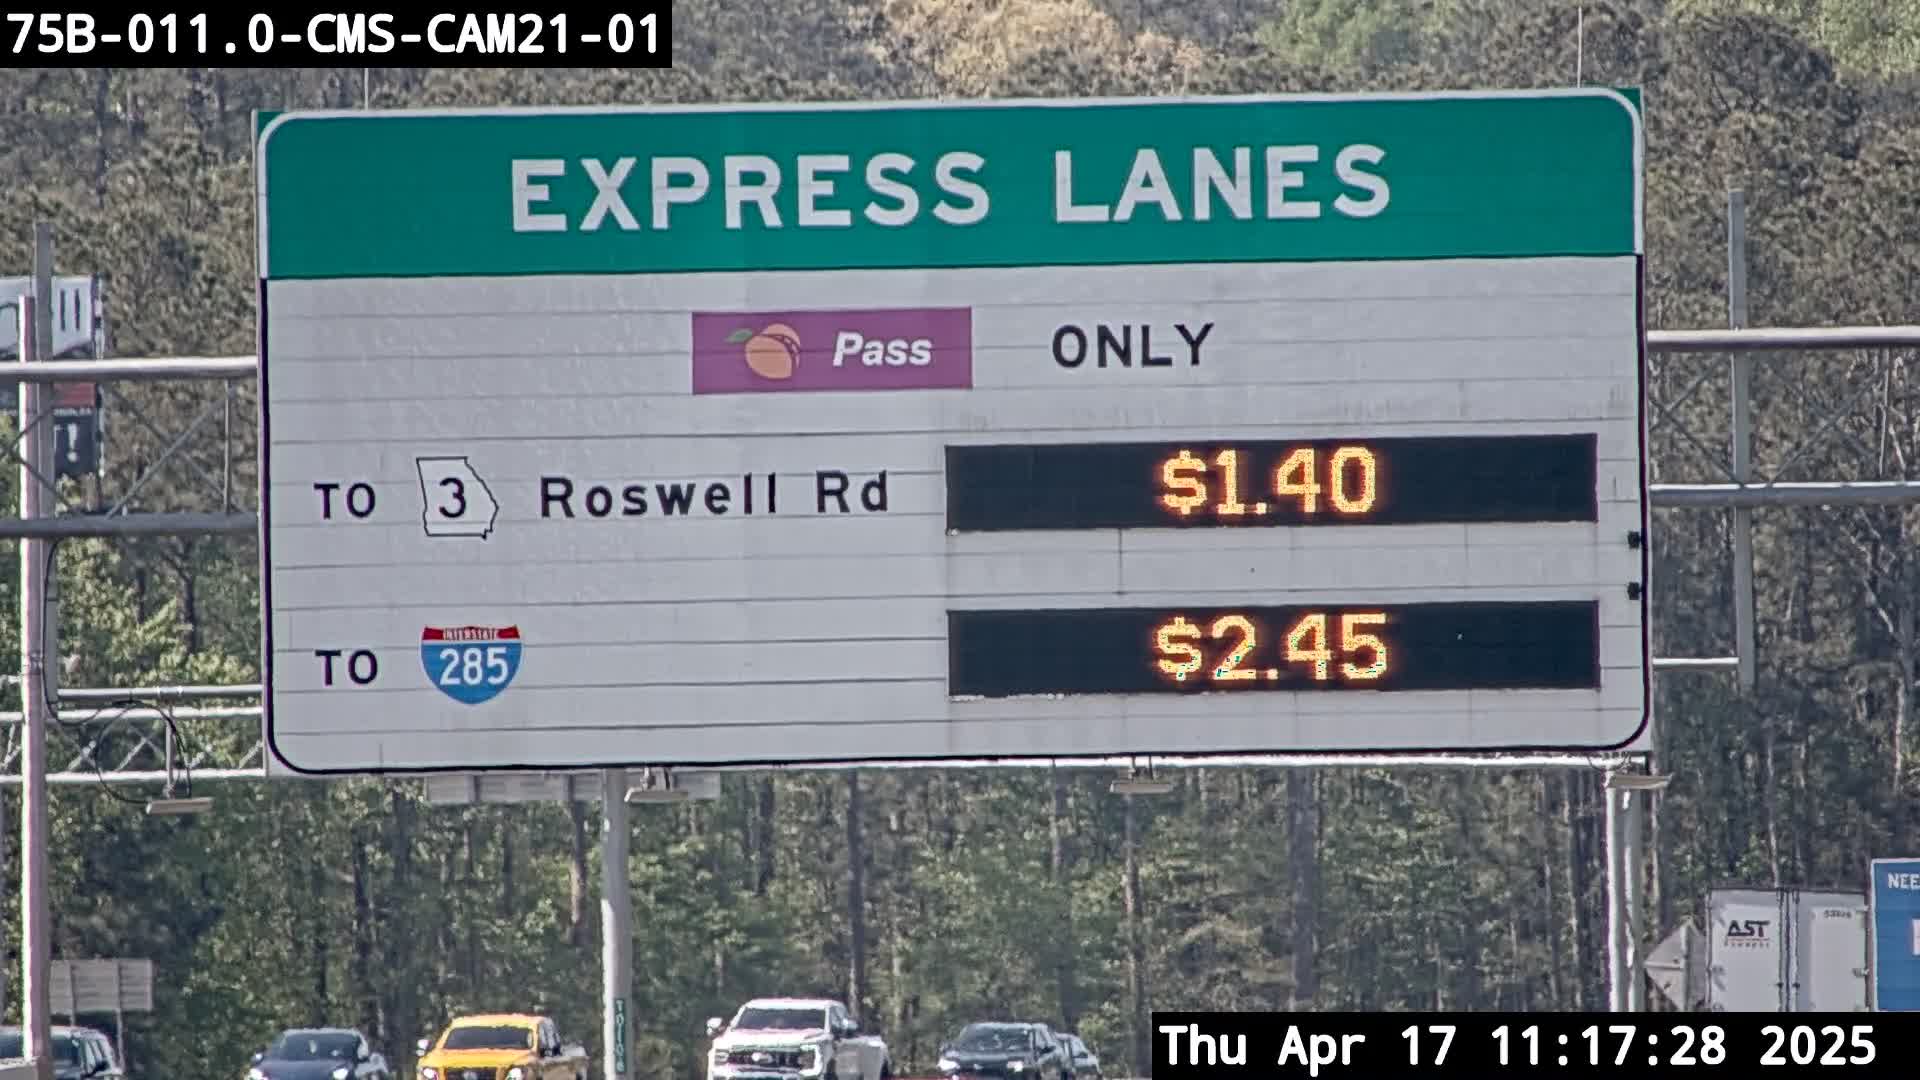 75B-011.0-CMS-CAM21-01
EXPRESS LANES
Pass ONLY
TO 3 Roswell Rd $1.40
INTERSTATE
TO 285 $2.45
NEE
AST
Thu Apr 17 11:17:28 2025